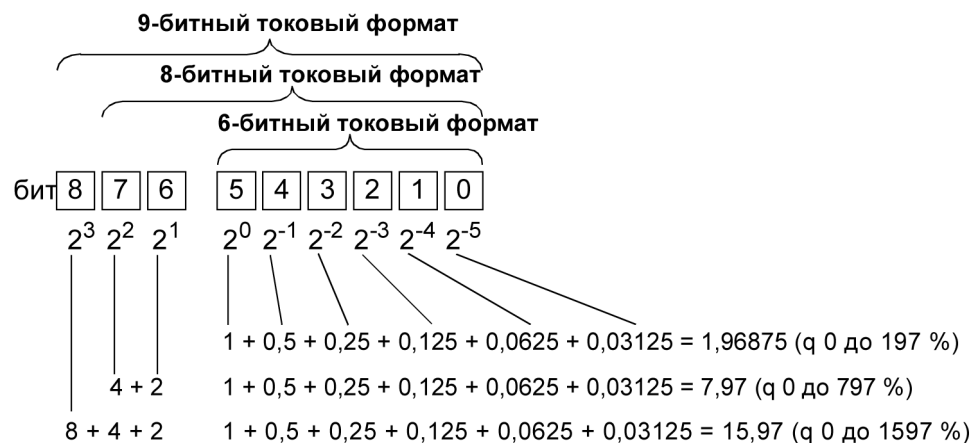 9-битный токовый формат
8-битный токовый формат
6-битный токовый формат
бит 8 7 6 5 4 3 2 1 0
2^3 2^2 2^1 2^0 2^-1 2^-2 2^-3 2^-4 2^-5
1 + 0,5 + 0,25 + 0,125 + 0,0625 + 0,03125 = 1,96875 (q 0 до 197 %)
4 + 2 1 + 0,5 + 0,25 + 0,125 + 0,0625 + 0,03125 = 7,97 (q 0 до 797 %)
8 + 4 + 2 1 + 0,5 + 0,25 + 0,125 + 0,0625 + 0,03125 = 15,97 (q 0 до 1597 %)